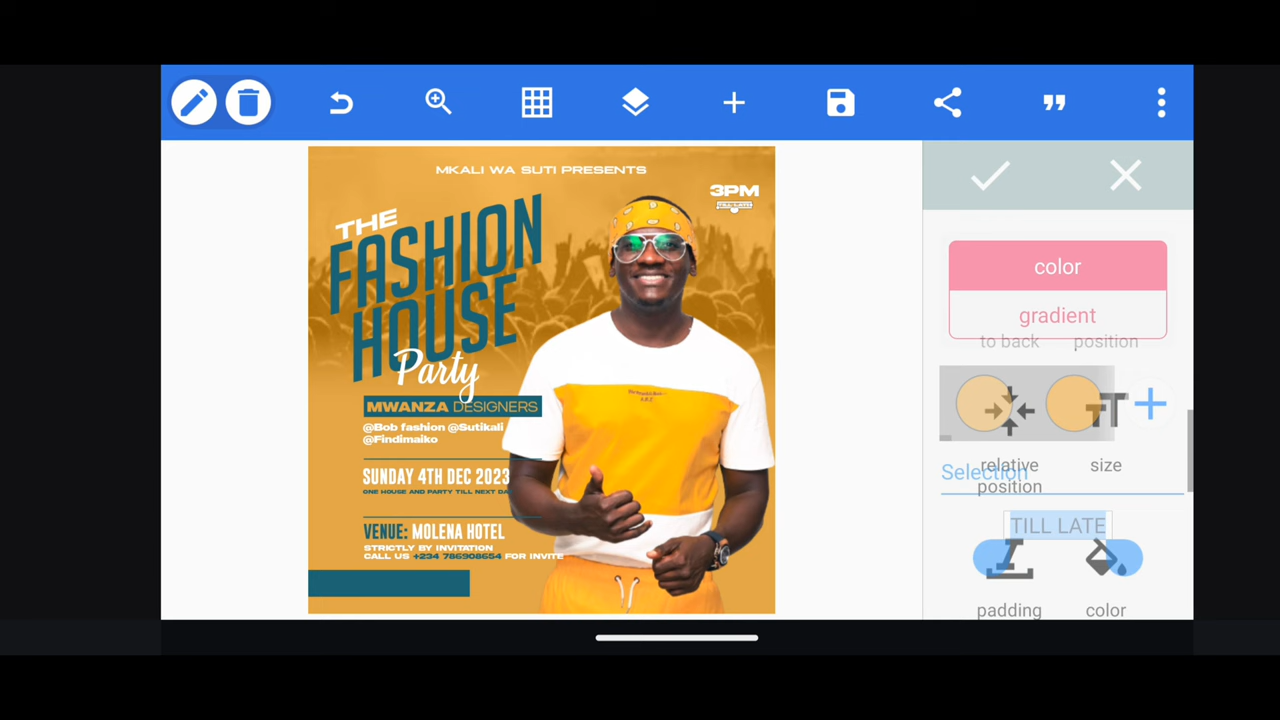 MKALI WA SUTI PRESENTS
3PM
TILL LATE
THE
FASHION
HOUSE
Party
MWANZA DESIGNERS
@Bob fashion @Sutikali
@Findimaiko
SUNDAY 4TH DEC 2023
ONE HOUSE AND PARTY TILL NEXT
VENUE: MOLENA HOTEL
STRICTLY BY INVITATION
CALL US +234 786908654 FOR INVITE
color
gradient
to back
position
relative
position
size
Selection
TILL LATE
padding
color